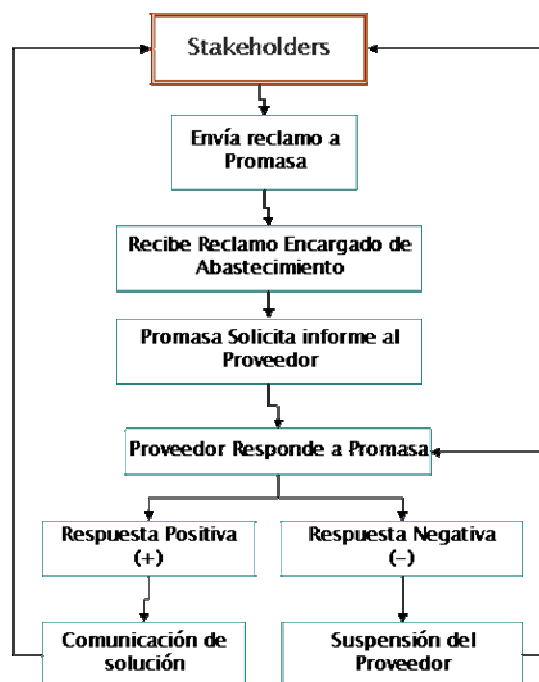 Stakeholders
Envía reclamo a
Promasa
Recibe Reclamo Encargado de
Abastecimiento
Promasa Solicita informe al
Proveedor
Proveedor Responde a Promasa
Respuesta Positiva
(+)
Respuesta Negativa
(–)
Comunicación de
solución
Suspensión del
Proveedor